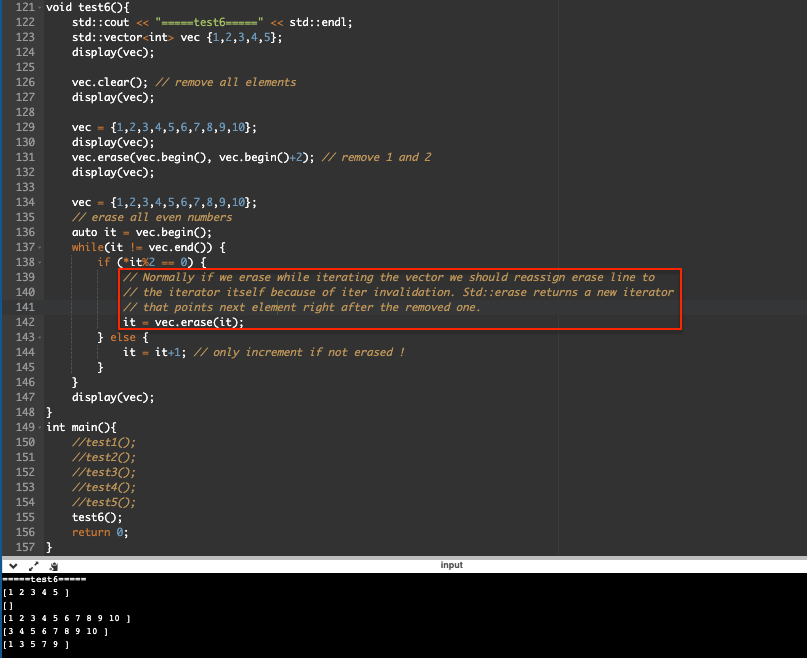 121 void test6(){
122     std::cout << "=====test6=====" << std::endl;
123     std::vector<int> vec {1,2,3,4,5};
124     display(vec);
125
126     vec.clear(); // remove all elements
127     display(vec);
128
129     vec = {1,2,3,4,5,6,7,8,9,10};
130     display(vec);
131     vec.erase(vec.begin(), vec.begin()+2); // remove 1 and 2
132     display(vec);
133
134     vec = {1,2,3,4,5,6,7,8,9,10};
135     // erase all even numbers
136     auto it = vec.begin();
137     while(it != vec.end()) {
138         if (*it%2 == 0) {
139             // Normally if we erase while iterating the vector we should reassign erase line to
140             // the iterator itself because of iter invalidation. Std::erase returns a new iterator
141             // that points next element right after the removed one.
142             it = vec.erase(it);
143         } else {
144             it = it+1; // only increment if not erased !
145         }
146     }
147     display(vec);
148 }
149 int main(){
150     //test1();
151     //test2();
152     //test3();
153     //test4();
154     //test5();
155     test6();
156     return 0;
157 }
input
=====test6=====
[1 2 3 4 5 ]
[]
[1 2 3 4 5 6 7 8 9 10 ]
[3 4 5 6 7 8 9 10 ]
[1 3 5 7 9 ]